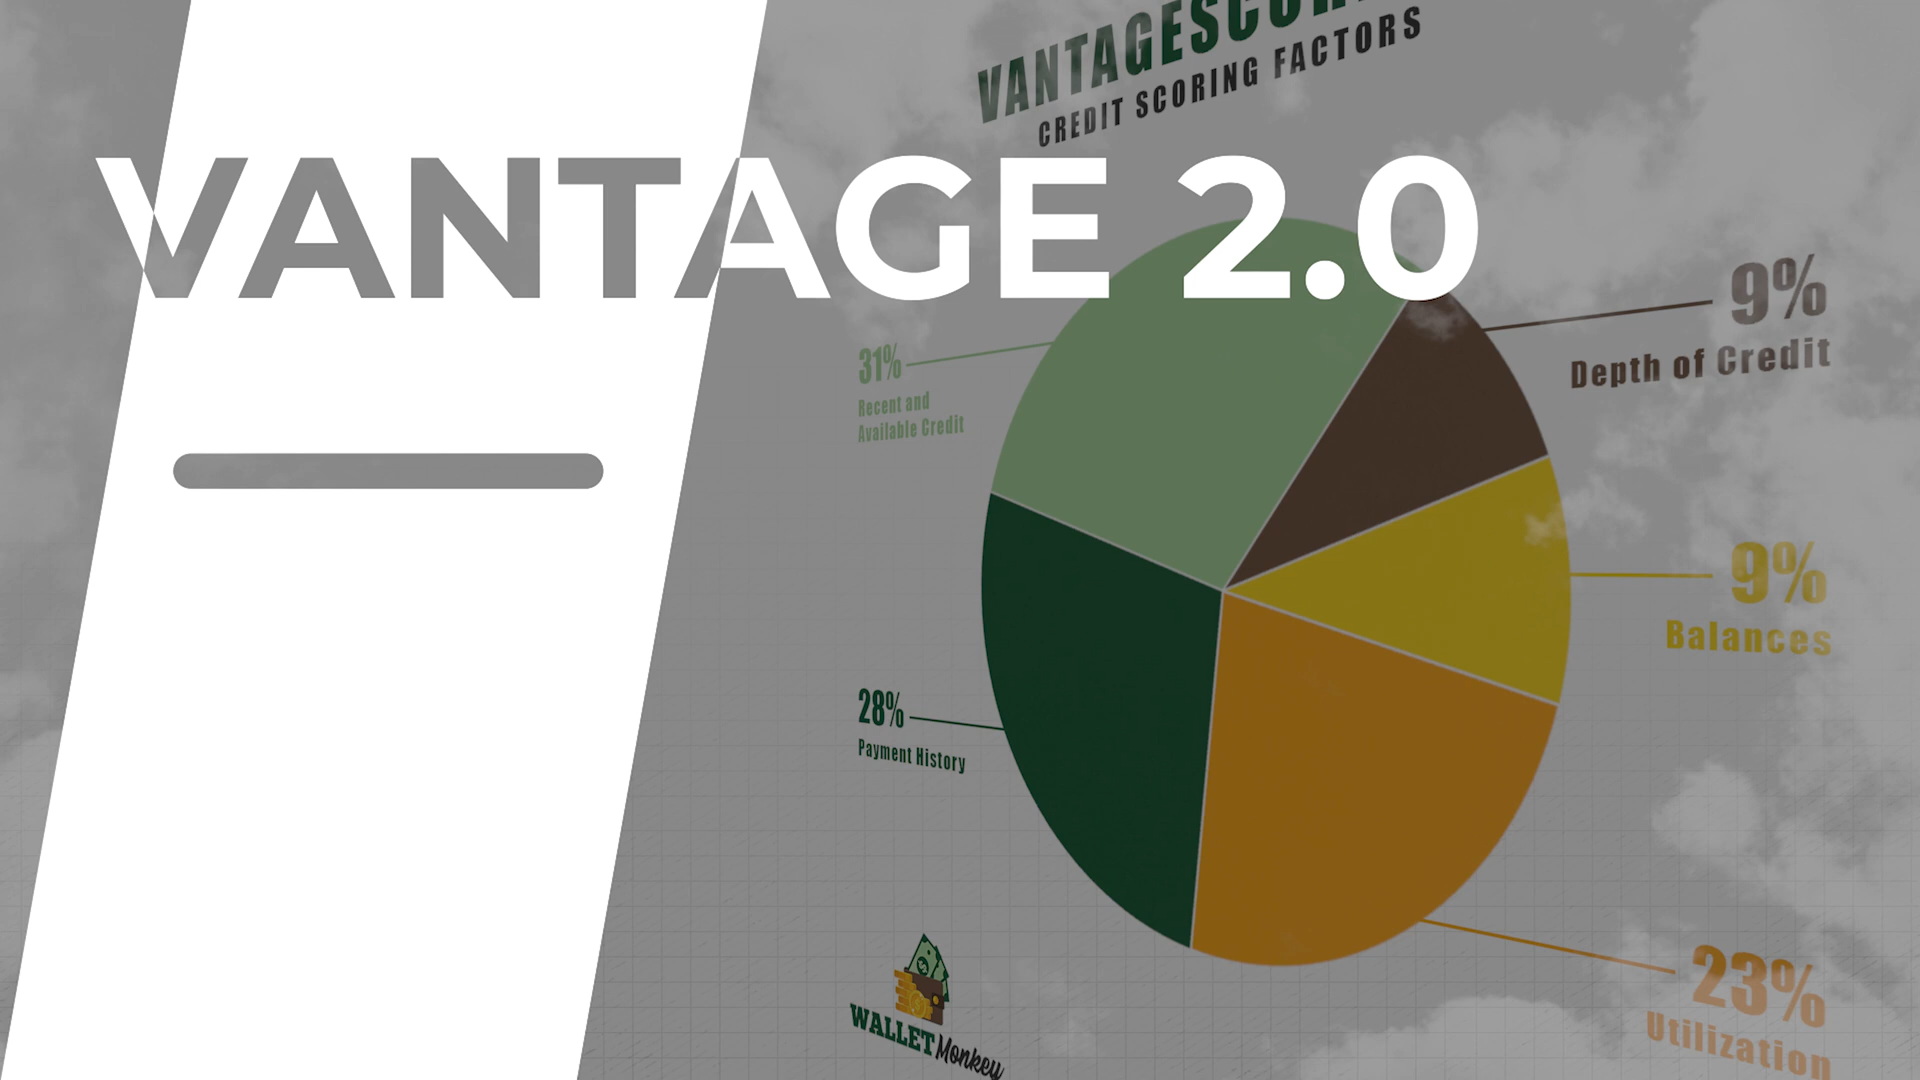 CREDIT SCORING FACTORS
VANTAGE 2.0
31%
Recent and
Available Credit
9%
Depth of Credit
9%
Balances
28%
Payment History
23%
Utilization
WALLET Monkey